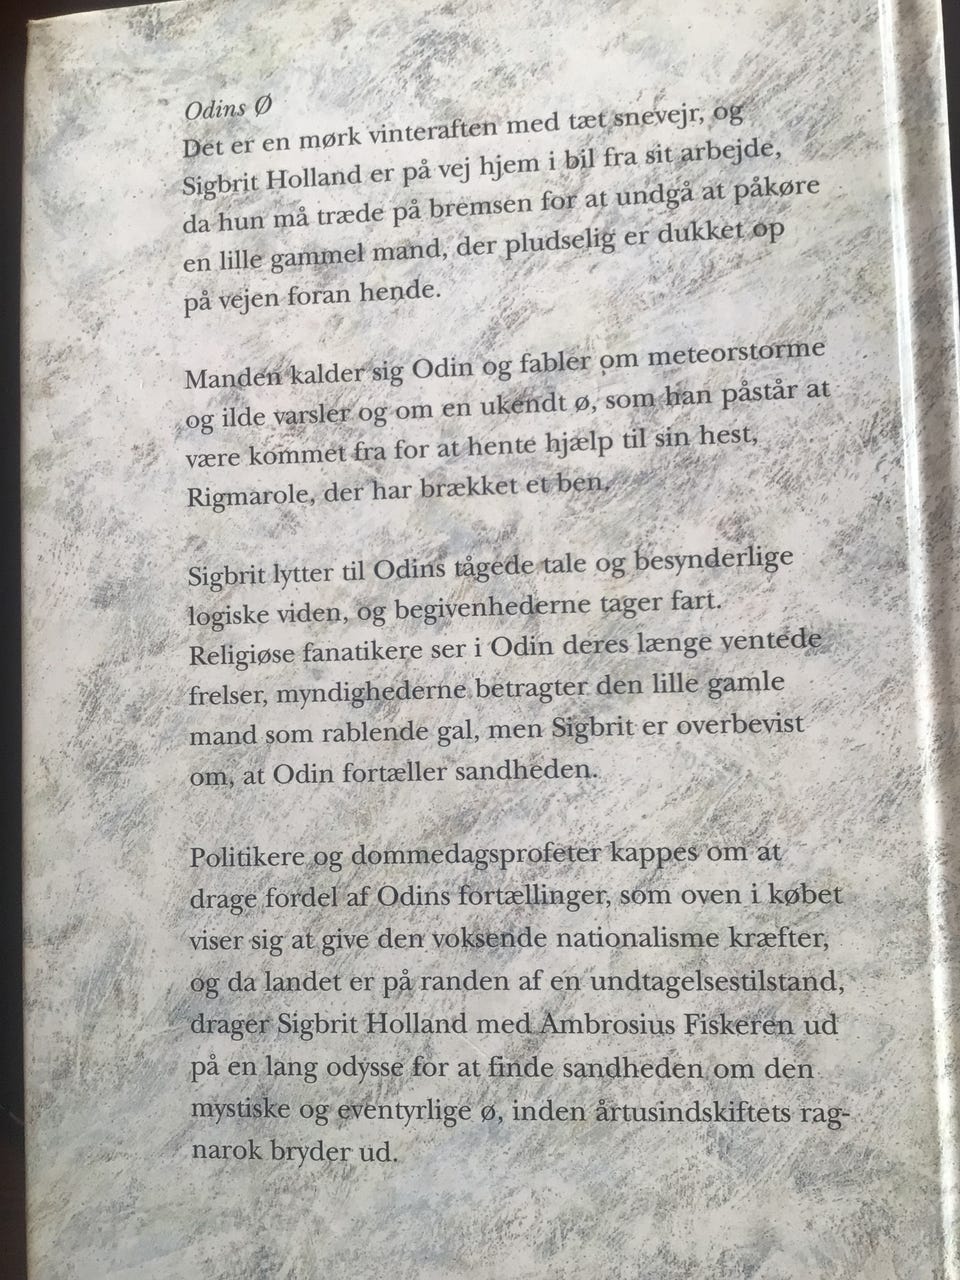 Odins Ø
Det er en mørk vinteraften med tæt snevejr, og
Sigbrit Holland er på vej hjem i bil fra sit arbejde,
da hun må træde på bremsen for at undgå at påkøre
en lille gammel mand, der pludselig er dukket op
på vejen foran hende.
Manden kalder sig Odin og fabler om meteorstorme
og ilde varsler og om en ukendt ø, som han påstår at
være kommet fra for at hente hjælp til sin hest,
Rigmarole, der har brækket et ben.
Sigbrit lytter til Odins tågede tale og besynderlige
logiske viden, og begivenhederne tager fart.
Religiøse fanatikere ser i Odin deres længe ventede
frelser, myndighederne betragter den lille gamle
mand som rablende gal, men Sigbrit er overbevist
om, at Odin fortæller sandheden.
Politikere og dommedagsprofeter kappes om at
drage fordel af Odins fortællinger, som oven i købet
viser sig at give den voksende nationalisme kræfter,
og da landet er på randen af en undtagelsestilstand,
drager Sigbrit Holland med Ambrosius Fiskeren ud
på en lang odysse for at finde sandheden om den
mystiske og eventyrlige ø, inden årtusindskiftets rag-
narok bryder ud.